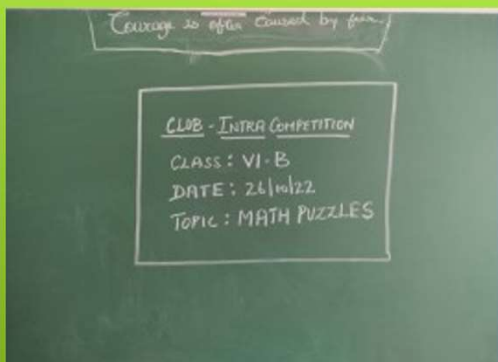 Courage is often caused by fear.
CLUB - INTRA COMPETITION
CLASS : VI-B
DATE : 26/10/22
TOPIC : MATH PUZZLES